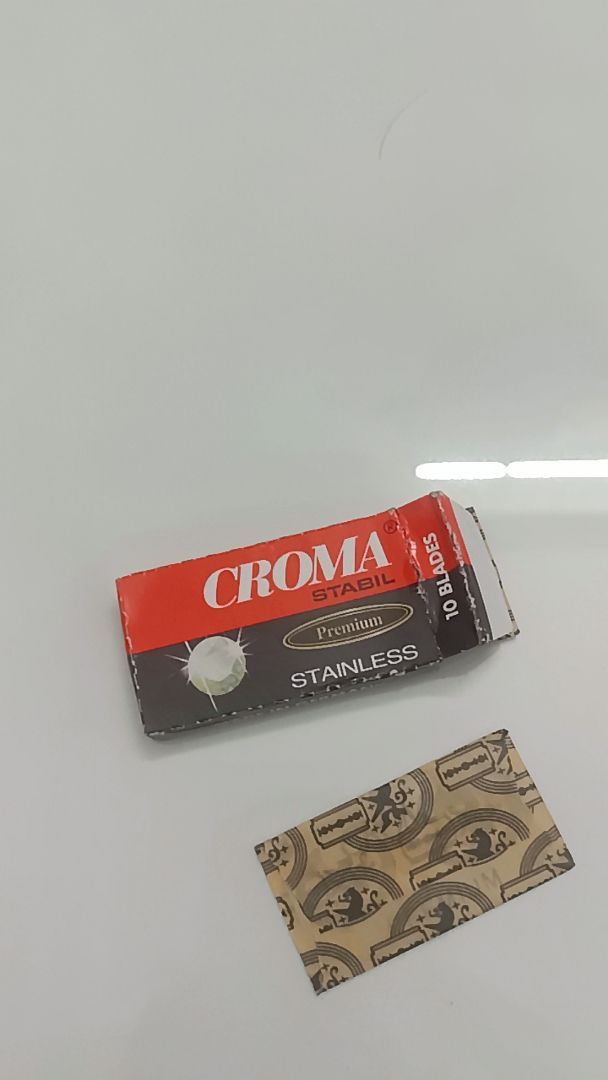 CROMA®
STABIL
Premium
STAINLESS
10 BLADES